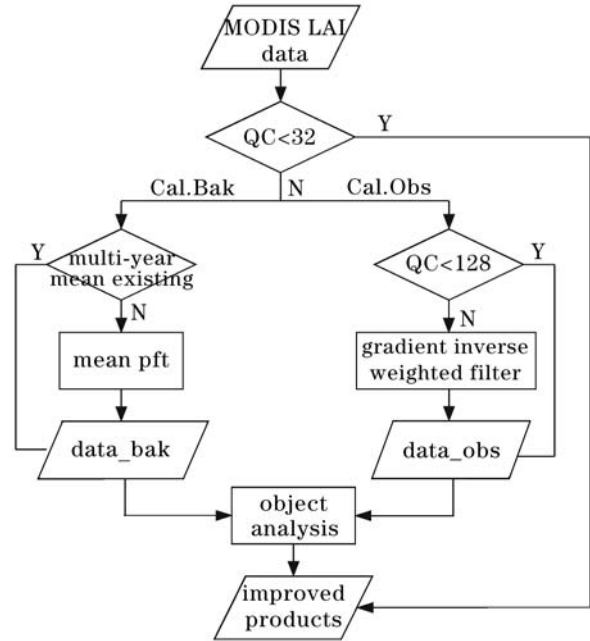 MODIS LAI
data
QC<32
Y
Cal.Bak
N
Cal.Obs
Y
multi-year
mean existing
QC<128
Y
N
N
mean pft
gradient inverse
weighted filter
data_bak
data_obs
object
analysis
improved
products